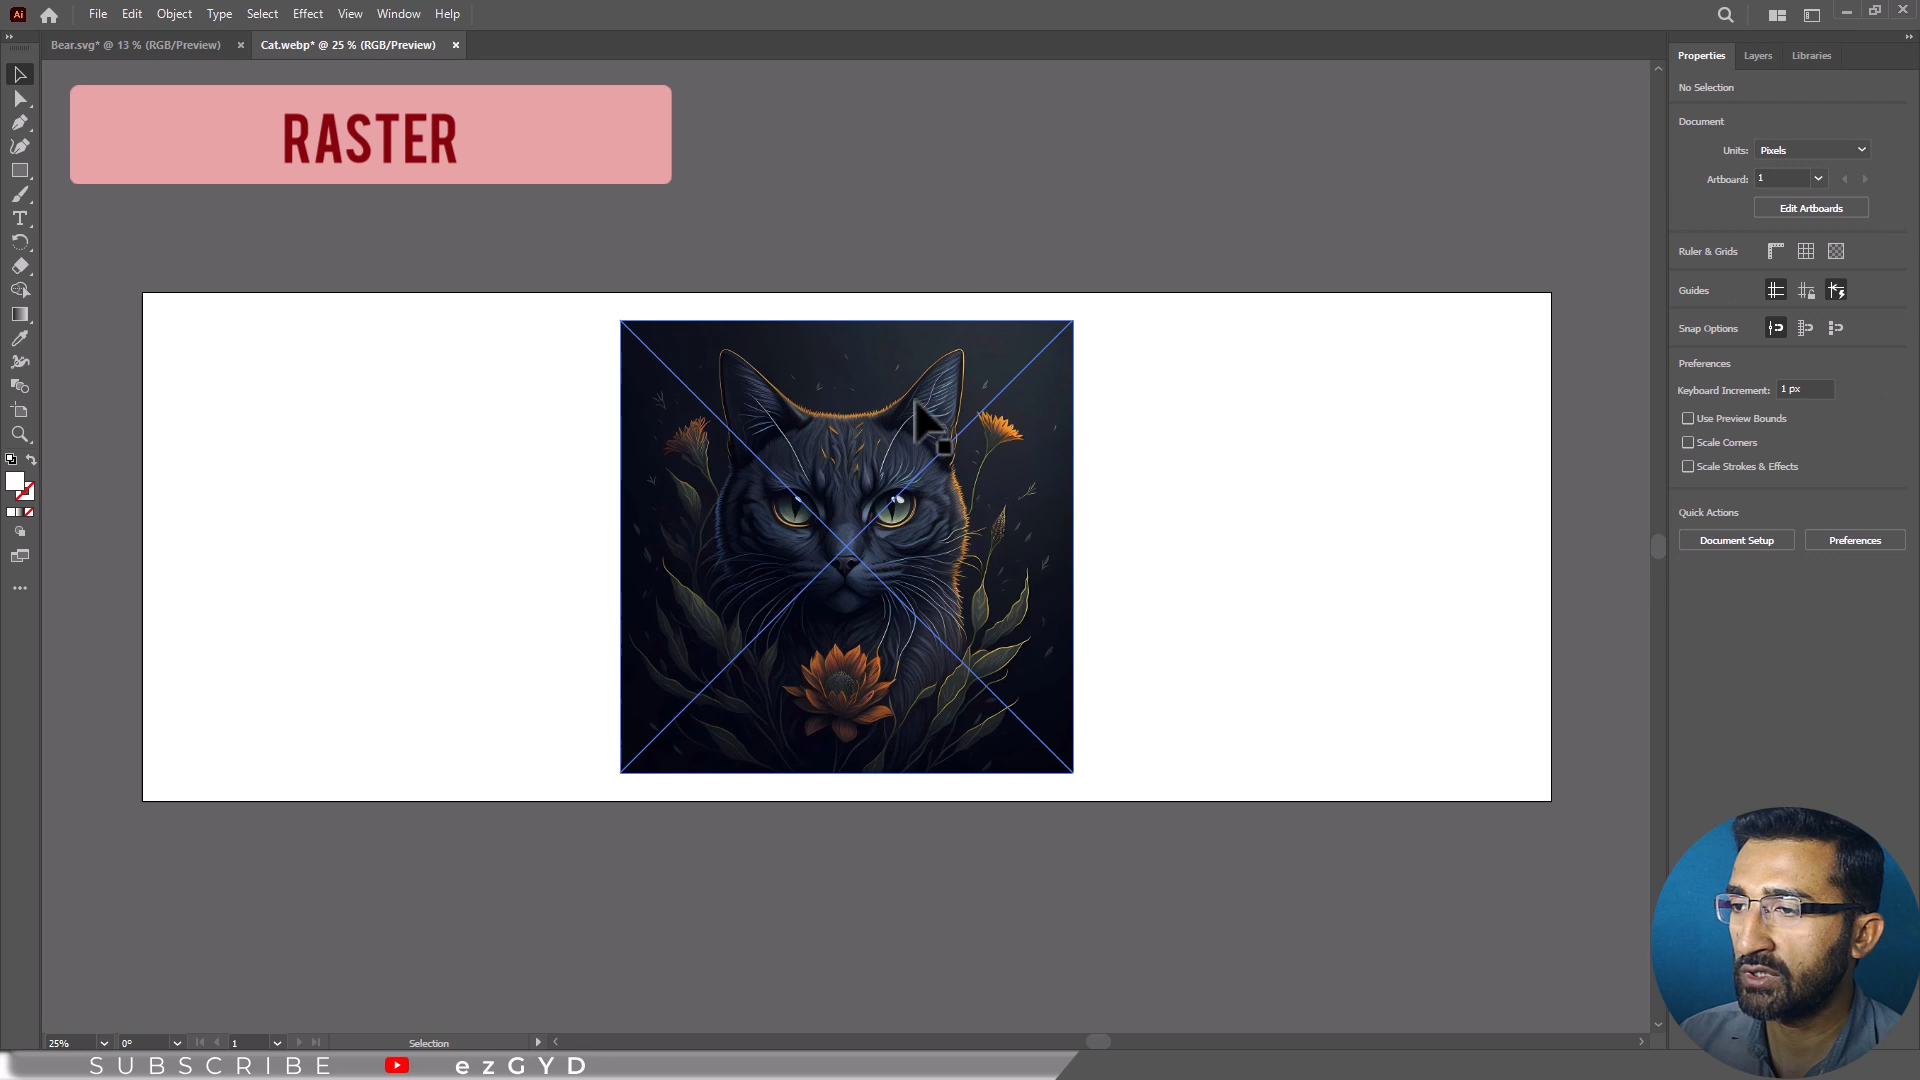 Ai File Edit Object Type Select Effect View Window Help
Bear.svg* @ 13 % (RGB/Preview) × Cat.webp* @ 25 % (RGB/Preview) ×
RASTER
Properties Layers Libraries
No Selection
Document
Units: Pixels
Artboard: 1
Edit Artboards
Ruler & Grids
Guides
Snap Options
Preferences
Keyboard Increment: 1 px
Use Preview Bounds
Scale Corners
Scale Strokes & Effects
Quick Actions
Document Setup Preferences
25% 0° 1 Selection
SUBSCRIBE ezGYD